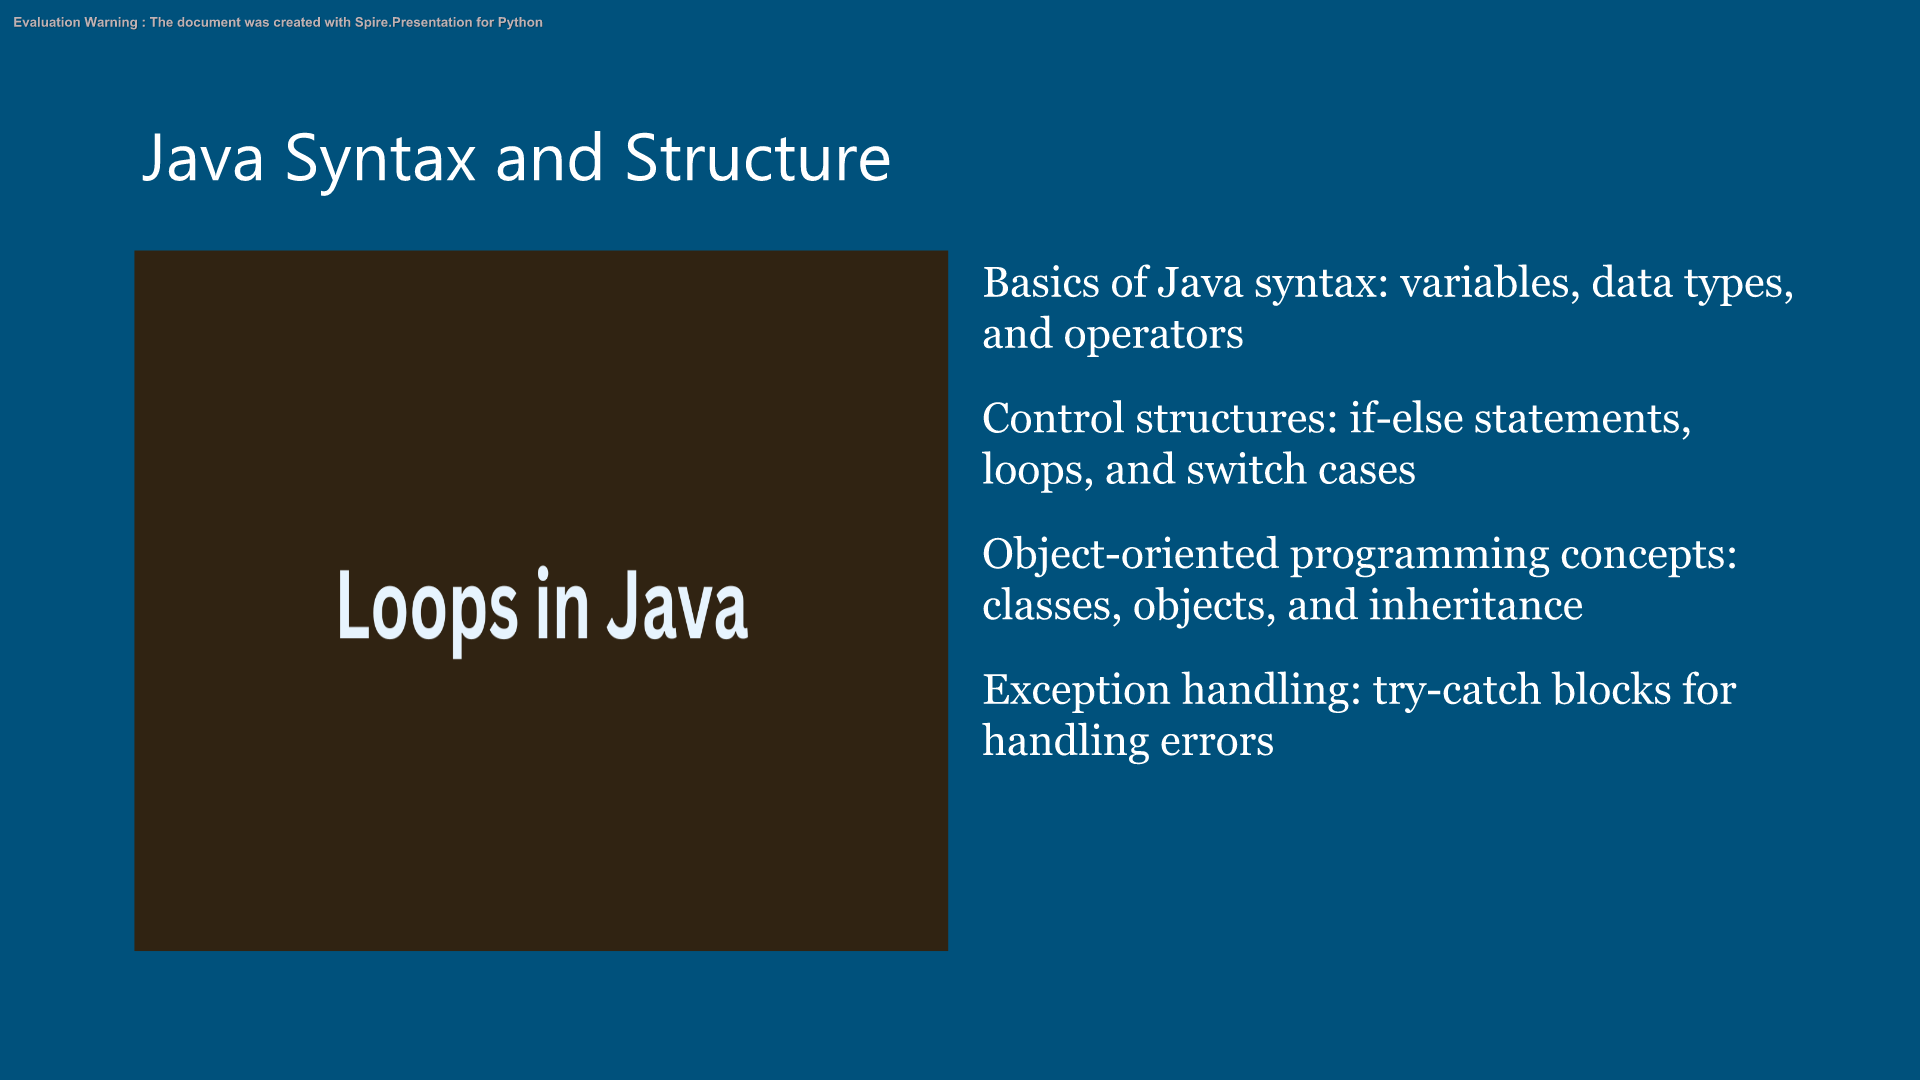 Evaluation Warning : The document was created with Spire.Presentation for Python
Java Syntax and Structure
Loops in Java
Basics of Java syntax: variables, data types,
and operators
Control structures: if-else statements,
loops, and switch cases
Object-oriented programming concepts:
classes, objects, and inheritance
Exception handling: try-catch blocks for
handling errors